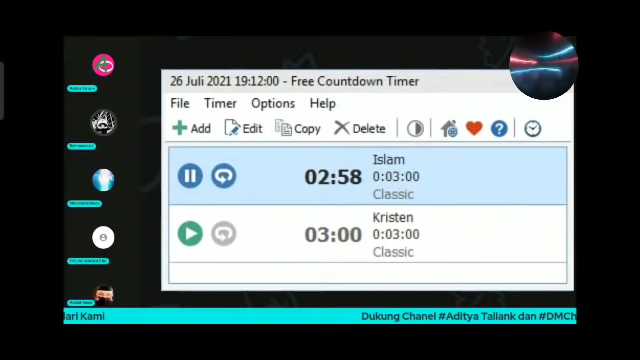 26 Juli 2021 19:12:00 - Free Countdown Timer
File Timer Options Help
Add Edit Copy Delete
02:58
Islam
0:03:00
Classic
03:00
Kristen
0:03:00
Classic
dari Kami Dukung Chanel #Aditya Taliank dan #DMCh